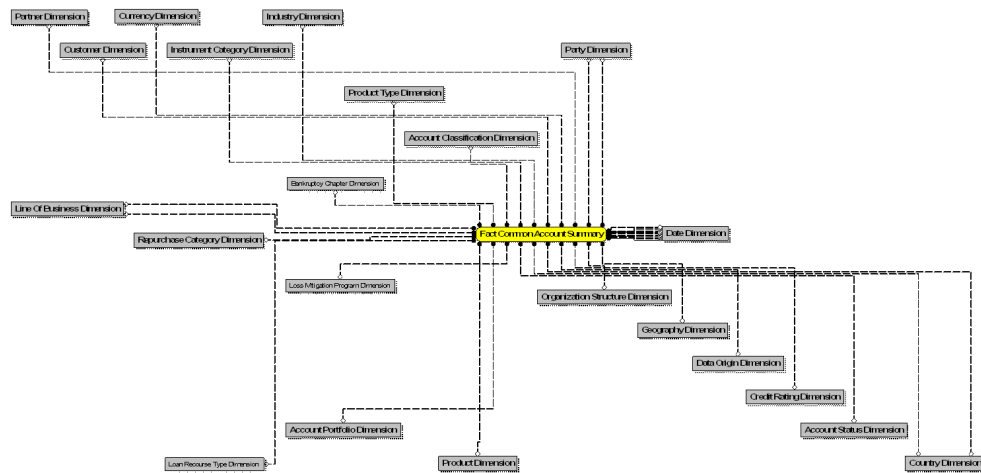 Partner Dimension
Currency Dimension
Industry Dimension
Customer Dimension
Instrument Category Dimension
Party Dimension
Product Type Dimension
Account Classification Dimension
Bankruptcy Chapter Dimension
Line Of Business Dimension
Repurchase Category Dimension
Fact Common Account Summary
Date Dimension
Loss Mitigation Program Dimension
Organization Structure Dimension
Geography Dimension
Data Origin Dimension
Credit Rating Dimension
Account Portfolio Dimension
Account Status Dimension
Loan Recourse Type Dimension
Product Dimension
Country Dimension